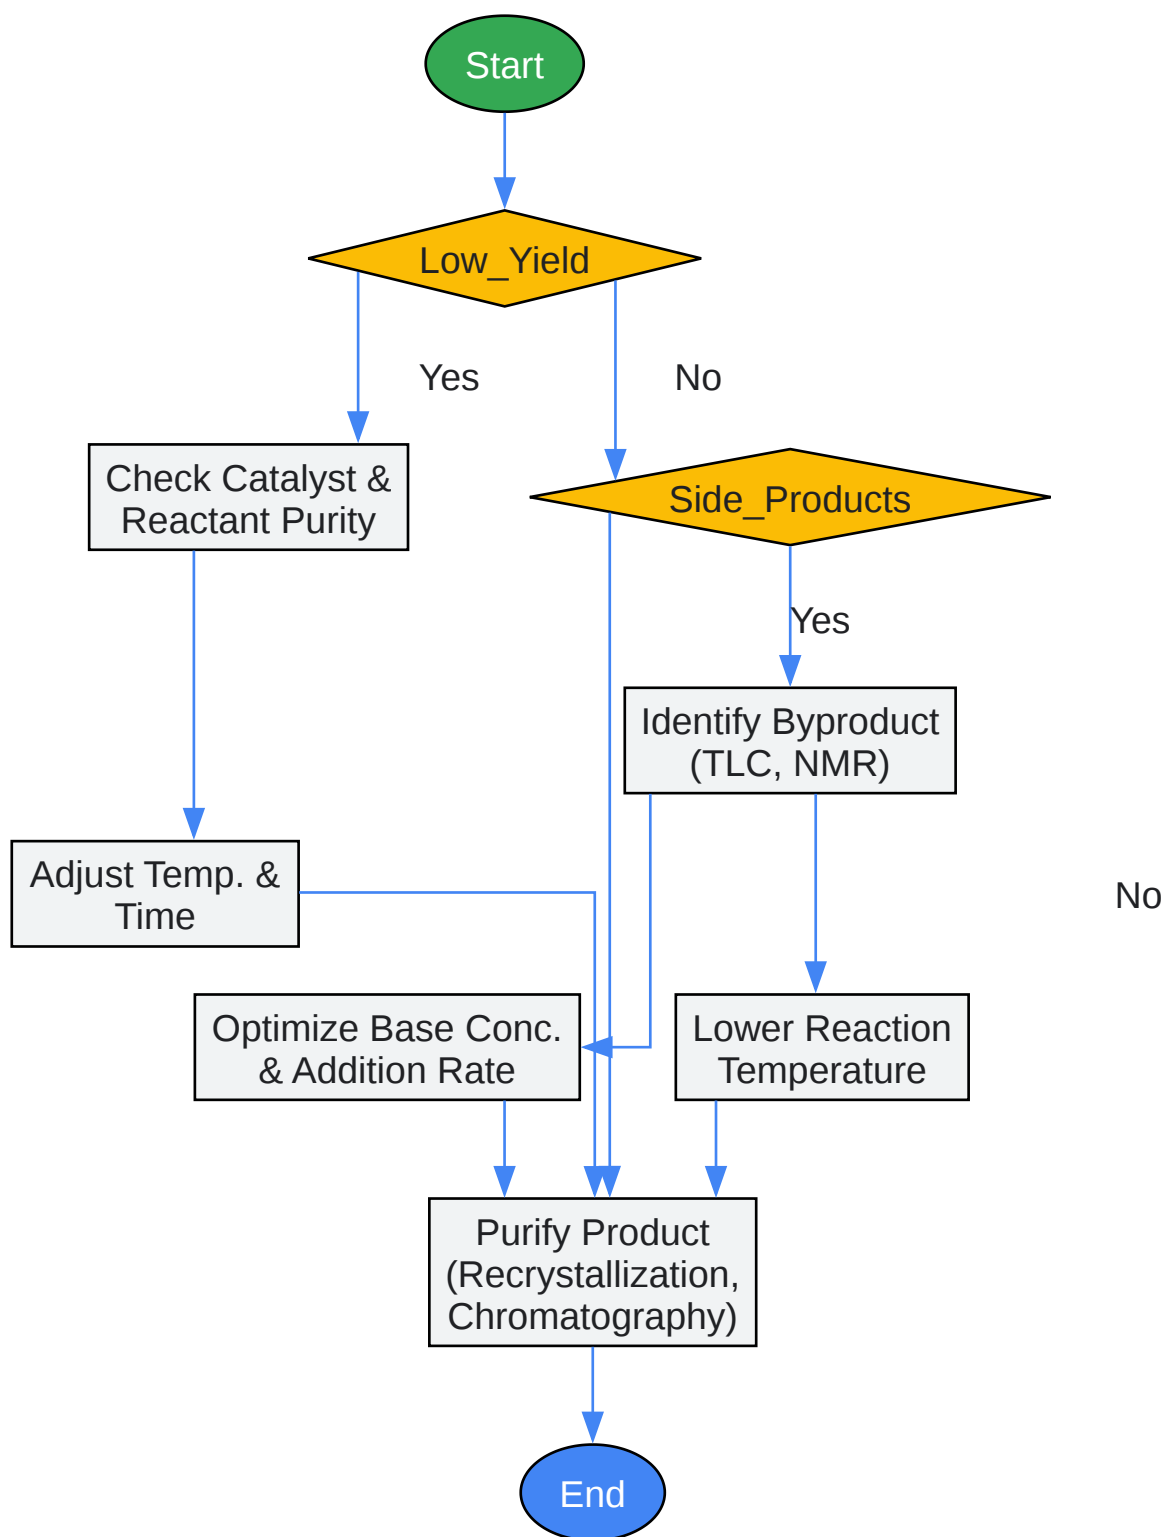 Start
Low_Yield
Yes
No
Check Catalyst &
Reactant Purity
Side_Products
Yes
Identify Byproduct
(TLC, NMR)
Adjust Temp. &
Time
No
Optimize Base Conc.
& Addition Rate
Lower Reaction
Temperature
Purify Product
(Recrystallization,
Chromatography)
End